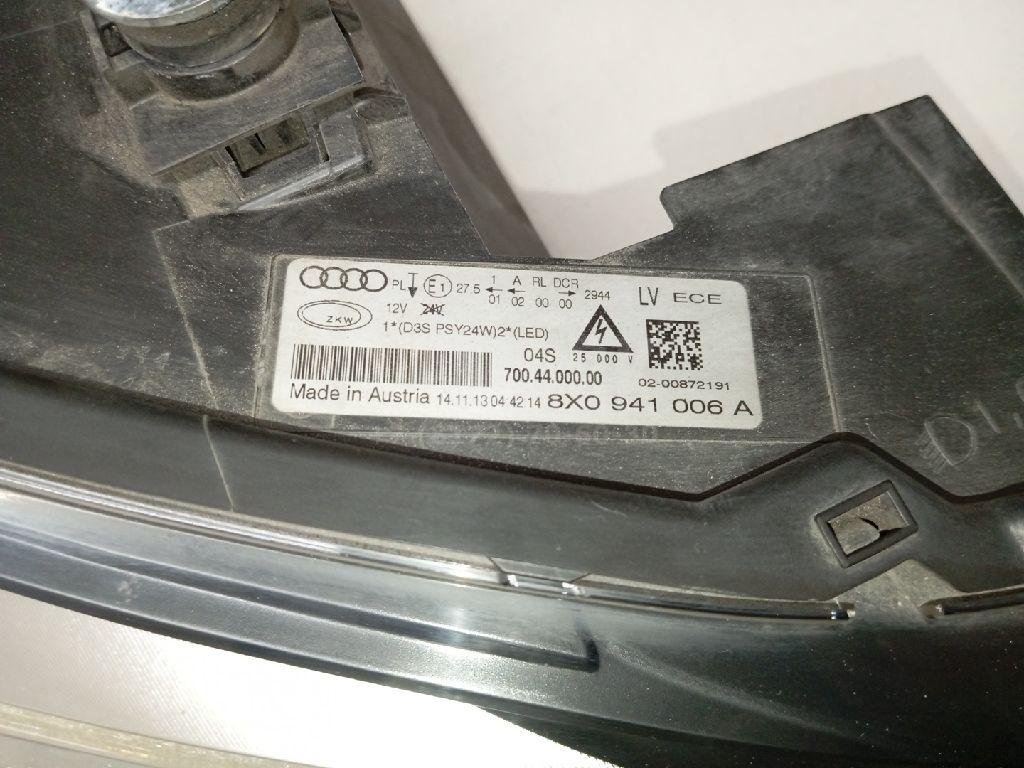 PL E1 27.5 1 A RL DCR
01 02 00 00 2944
LV ECE
ZKW
12V 24V
1*(D3S PSY24W)2*(LED)
04S 25 000 V
700.44.000.00
02-00872191
Made in Austria 14.11.13 04 42 14 8X0 941 006 A